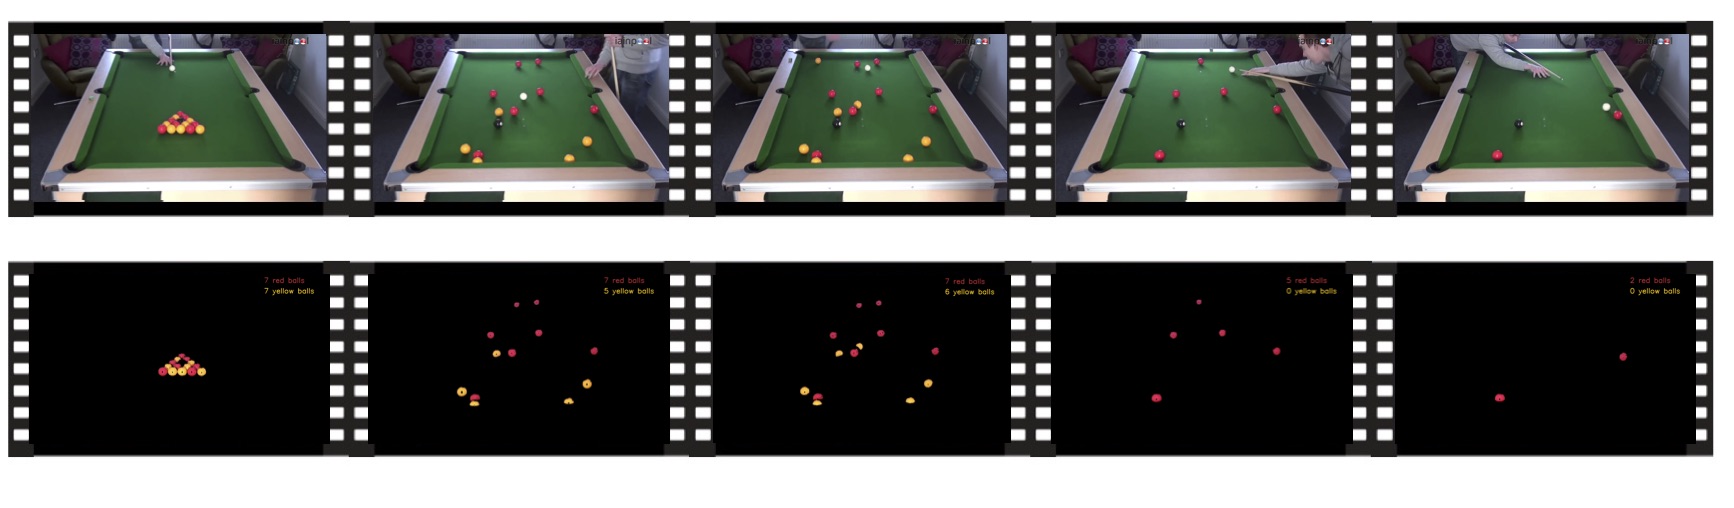 7 red balls
7 yellow balls
7 red balls
5 yellow balls
7 red balls
6 yellow balls
5 red balls
0 yellow balls
2 red balls
0 yellow balls